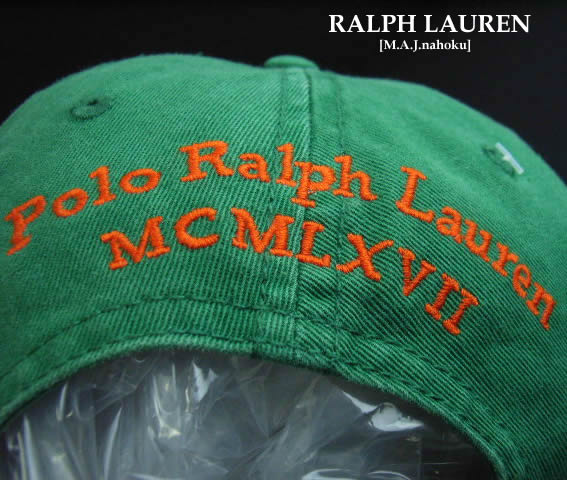 RALPH LAUREN
[M.A.J.nahoku]
Polo Ralph Lauren
MCMLXVII